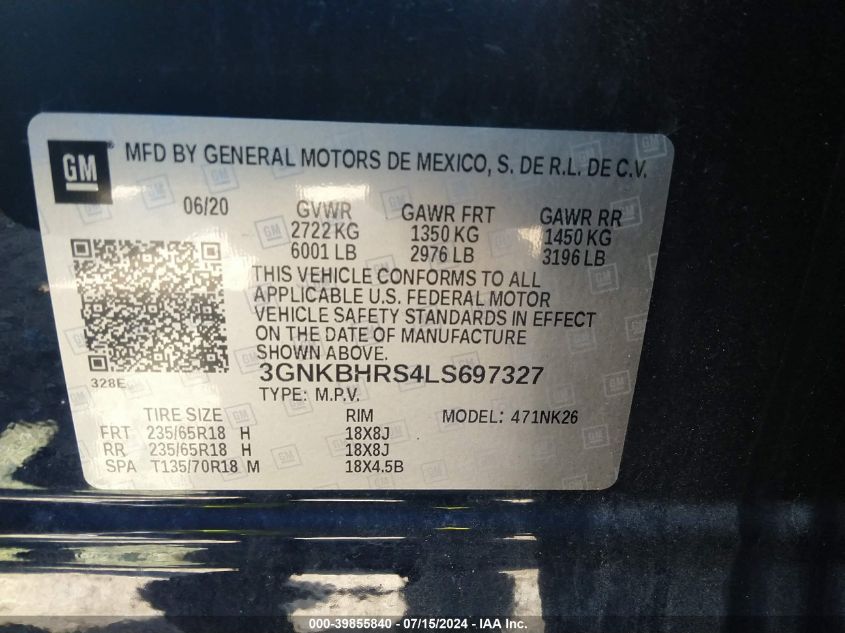 GM
MFD BY GENERAL MOTORS DE MEXICO, S. DE R.L. DE C.V.
06/20 GVWR GAWR FRT GAWR RR
2722 KG 1350 KG 1450 KG
6001 LB 2976 LB 3196 LB
THIS VEHICLE CONFORMS TO ALL
APPLICABLE U.S. FEDERAL MOTOR
VEHICLE SAFETY STANDARDS IN EFFECT
ON THE DATE OF MANUFACTURE
SHOWN ABOVE.
328E 3GNKBHRS4LS697327
TYPE: M.P.V. MODEL: 471NK26
TIRE SIZE RIM
FRT 235/65R18 H 18X8J
RR 235/65R18 H 18X8J
SPA T135/70R18 M 18X4.5B
CONN - 39855840 - 07/15/2024 - © IAA Inc.